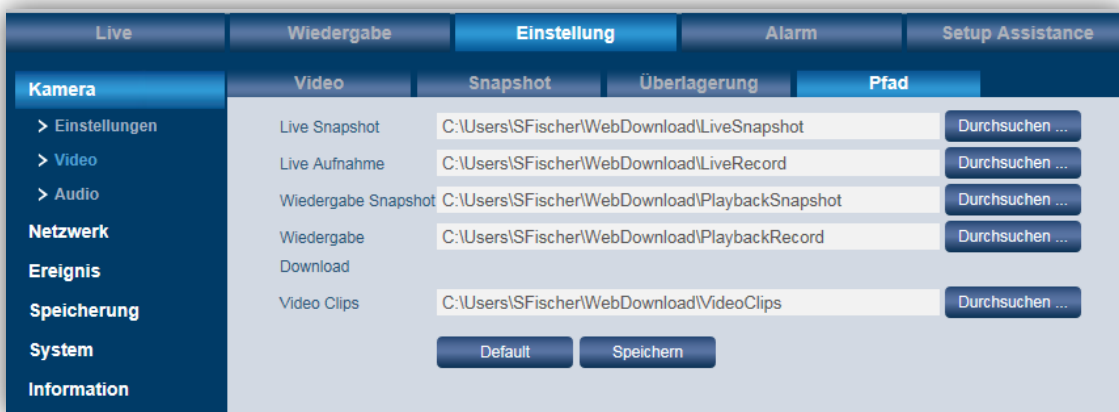 Live Wiedergabe Einstellung Alarm Setup Assistance
Kamera
> Einstellungen
> Video
> Audio
Netzwerk
Ereignis
Speicherung
System
Information
Video Snapshot Überlagerung Pfad
Live Snapshot C:\Users\SFischer\WebDownload\LiveSnapshot Durchsuchen ...
Live Aufnahme C:\Users\SFischer\WebDownload\LiveRecord Durchsuchen ...
Wiedergabe Snapshot C:\Users\SFischer\WebDownload\PlaybackSnapshot Durchsuchen ...
Wiedergabe C:\Users\SFischer\WebDownload\PlaybackRecord Durchsuchen ...
Download
Video Clips C:\Users\SFischer\WebDownload\VideoClips Durchsuchen ...
Default Speichern